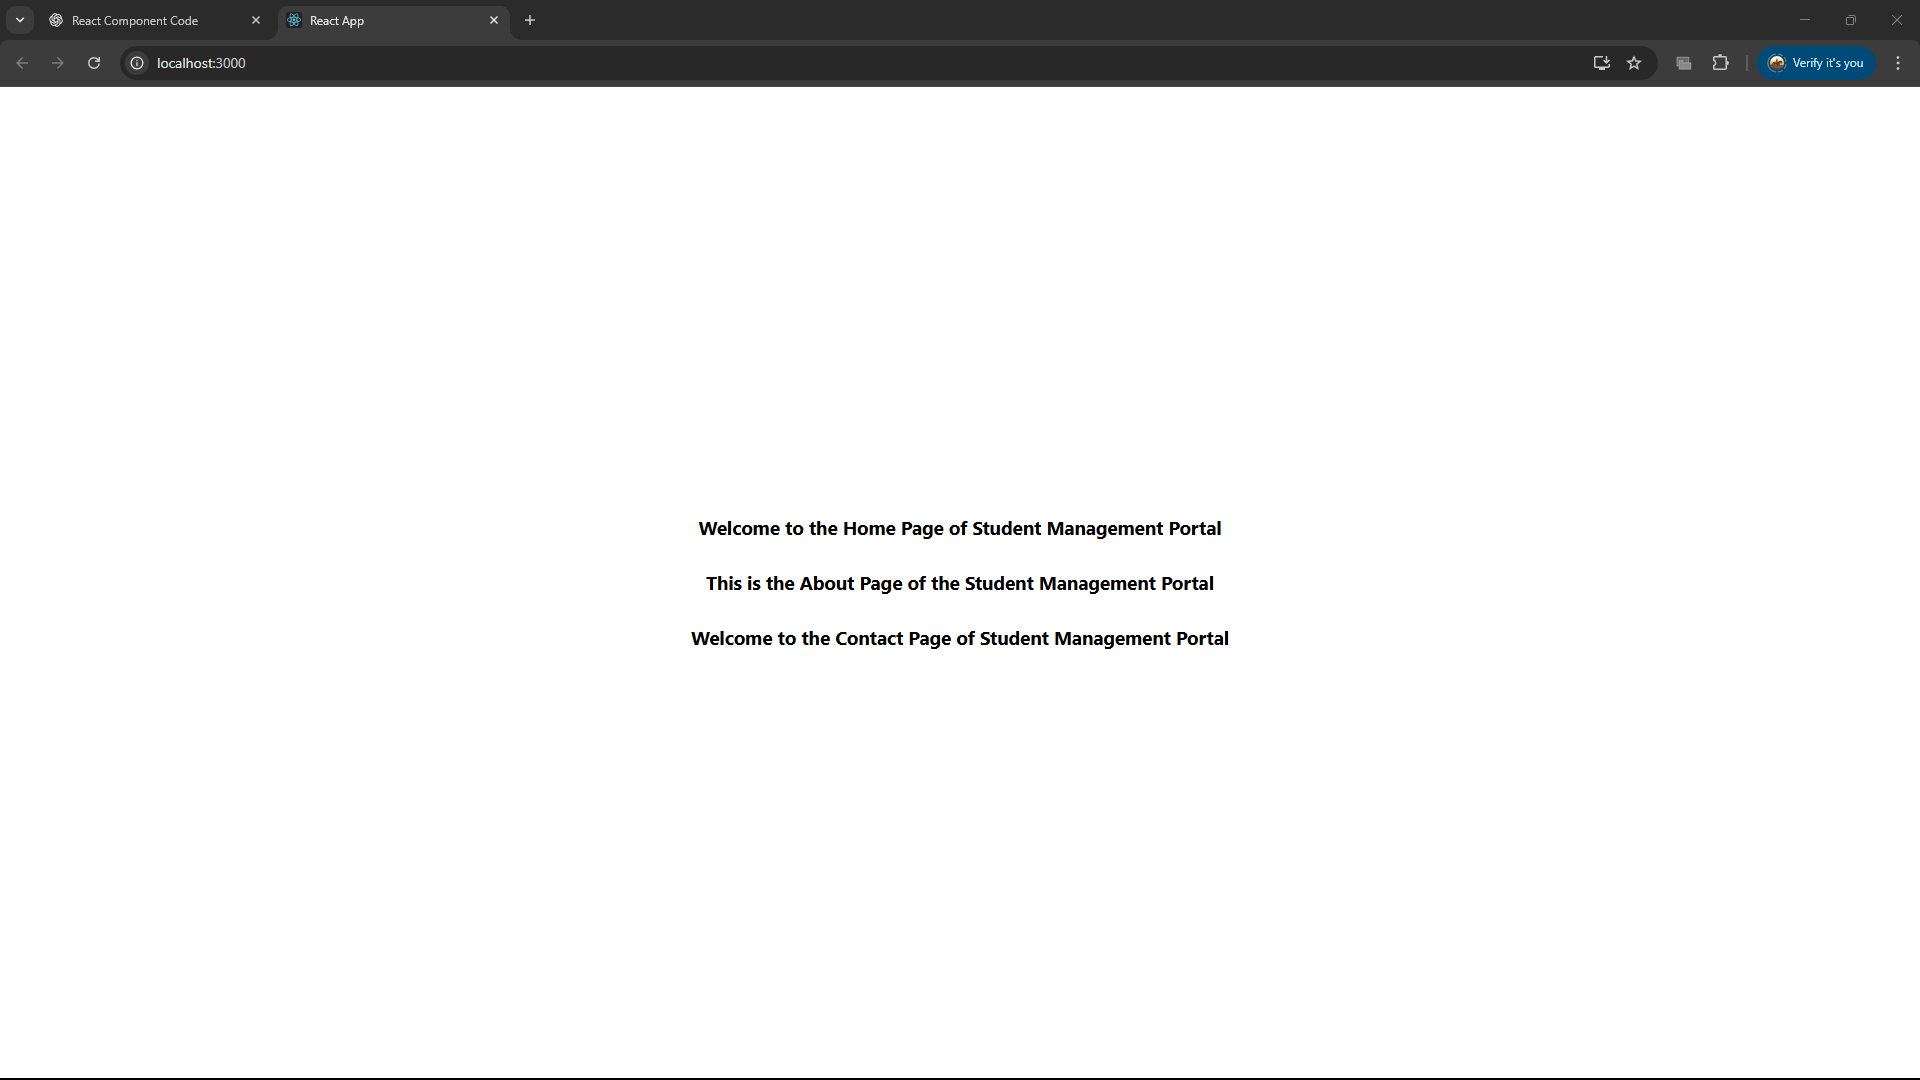 React Component Code
React App
localhost:3000
Verify it's you
Welcome to the Home Page of Student Management Portal
This is the About Page of the Student Management Portal
Welcome to the Contact Page of Student Management Portal